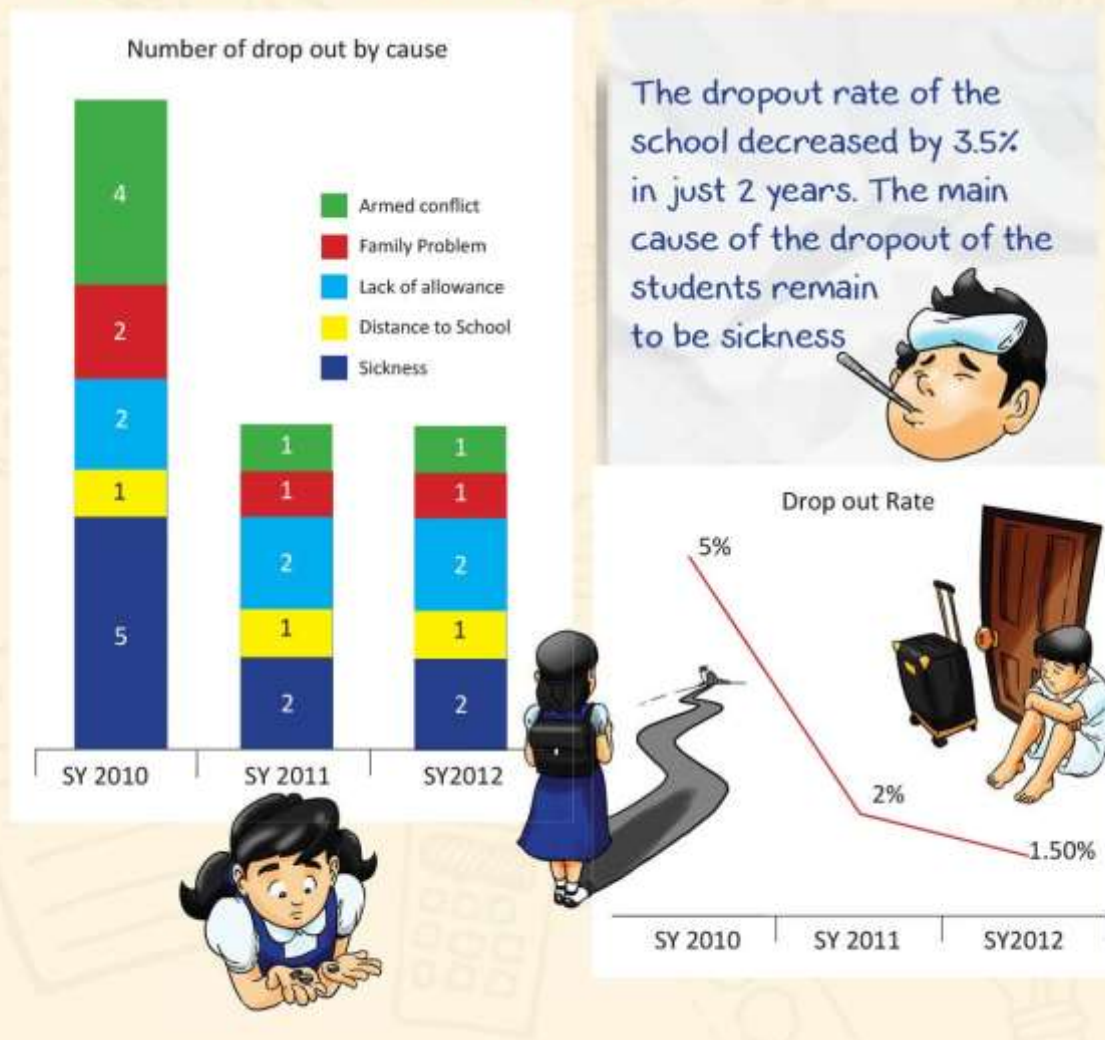 Number of drop out by cause
4
2
2
1
5
1
1
2
1
2
1
1
2
1
2
SY 2010
SY 2011
SY2012
Armed conflict
Family Problem
Lack of allowance
Distance to School
Sickness
The dropout rate of the
school decreased by 3.5%
in just 2 years. The main
cause of the dropout of the
students remain
to be sickness
Drop out Rate
5%
2%
1.50%
SY 2010
SY 2011
SY2012